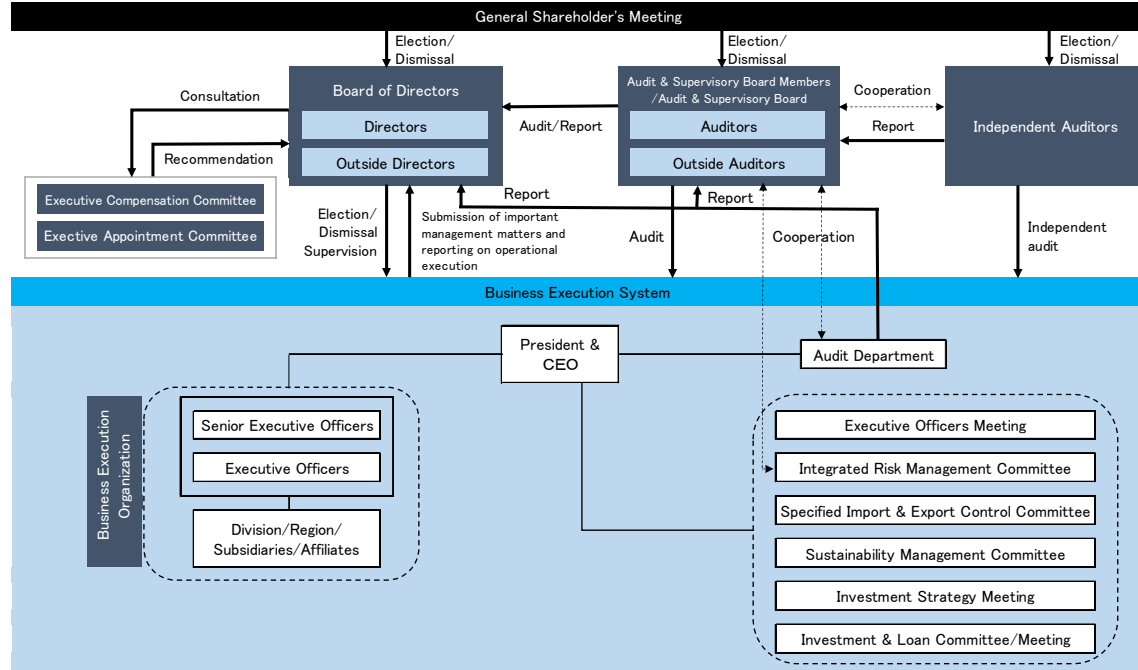 General Shareholder's Meeting
Election/
Dismissal
Election/
Dismissal
Election/
Dismissal
Board of Directors
Directors
Outside Directors
Audit & Supervisory Board Members
/Audit & Supervisory Board
Auditors
Outside Auditors
Independent Auditors
Consultation
Recommendation
Audit/Report
Cooperation
Report
Executive Compensation Committee
Exective Appointment Committee
Election/
Dismissal
Supervision
Report
Submission of important
management matters and
reporting on operational
execution
Audit
Report
Cooperation
Independent
audit
Business Execution System
President &
CEO
Audit Department
Business Execution
Organization
Senior Executive Officers
Executive Officers
Division/Region/
Subsidiaries/Affiliates
Executive Officers Meeting
Integrated Risk Management Committee
Specified Import & Export Control Committee
Sustainability Management Committee
Investment Strategy Meeting
Investment & Loan Committee/Meeting